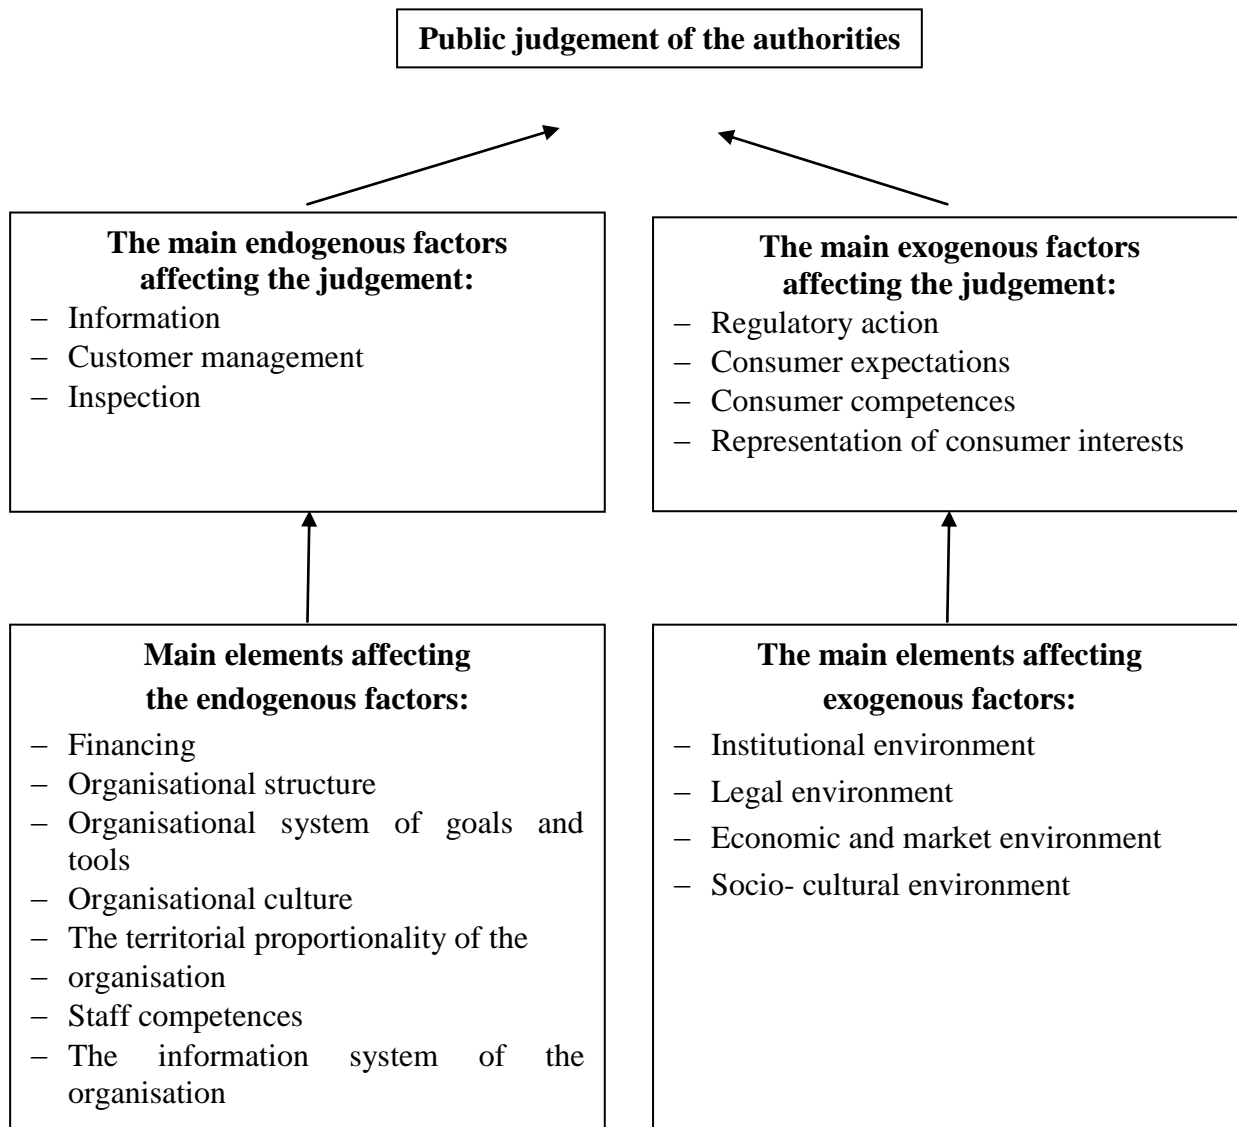 Public judgement of the authorities
The main endogenous factors
affecting the judgement:
– Information
– Customer management
– Inspection
The main exogenous factors
affecting the judgement:
– Regulatory action
– Consumer expectations
– Consumer competences
– Representation of consumer interests
Main elements affecting
the endogenous factors:
– Financing
– Organisational structure
– Organisational system of goals and
tools
– Organisational culture
– The territorial proportionality of the
– organisation
– Staff competences
– The information system of the
organisation
The main elements affecting
exogenous factors:
– Institutional environment
– Legal environment
– Economic and market environment
– Socio- cultural environment